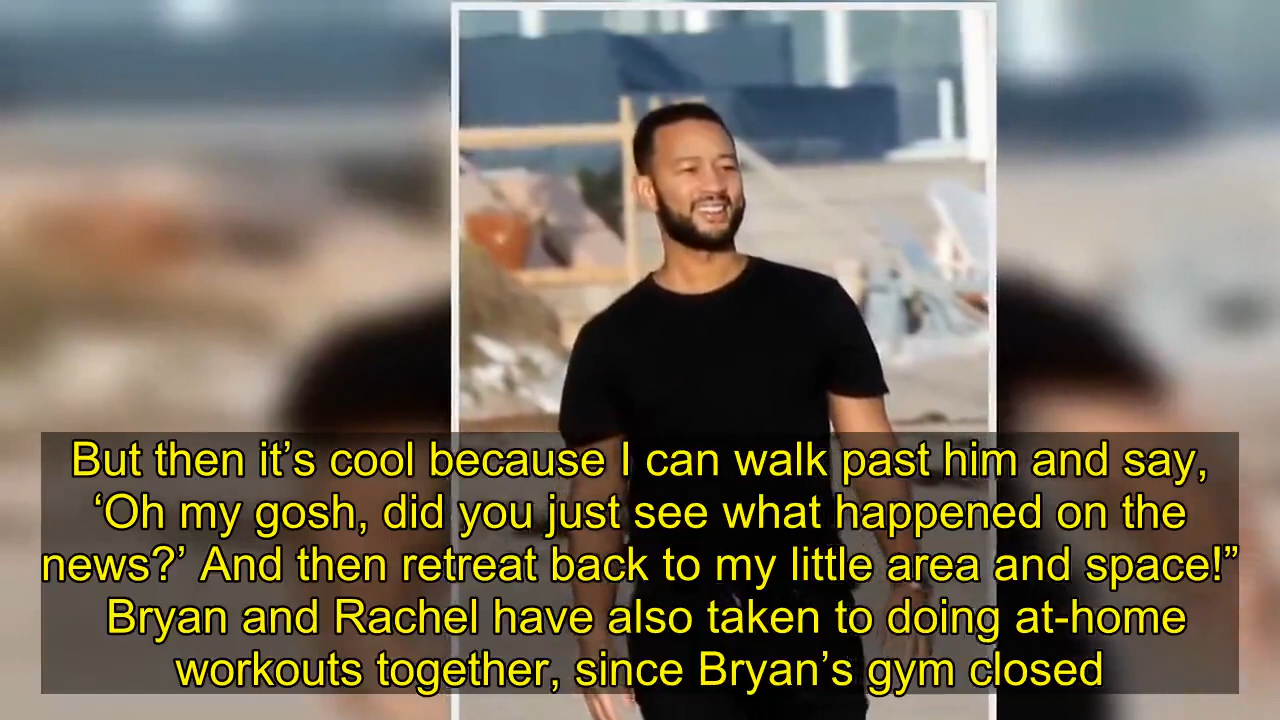 But then it’s cool because I can walk past him and say,
‘Oh my gosh, did you just see what happened on the
news?’ And then retreat back to my little area and space!”
Bryan and Rachel have also taken to doing at-home
workouts together, since Bryan’s gym closed